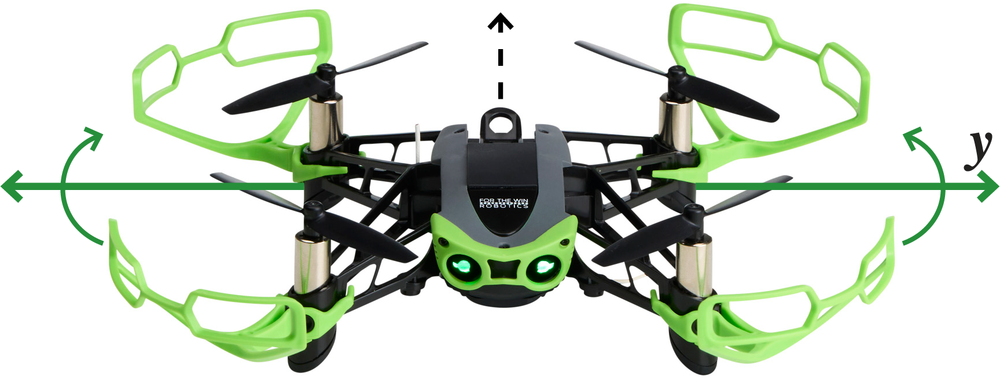 y
FOR THE WIN
ROBOTICS